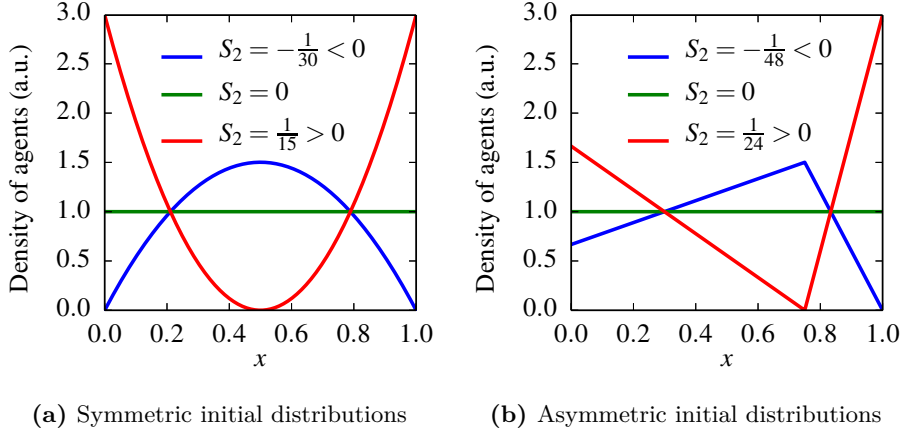 3.0
2.5
2.0
1.5
1.0
0.5
0.0
Density of agents (a.u.)
S₂ = −1/30 < 0
S₂ = 0
S₂ = 1/15 > 0
0.0 0.2 0.4 0.6 0.8 1.0
x
(a) Symmetric initial distributions
3.0
2.5
2.0
1.5
1.0
0.5
0.0
Density of agents (a.u.)
S₂ = −1/48 < 0
S₂ = 0
S₂ = 1/24 > 0
0.0 0.2 0.4 0.6 0.8 1.0
x
(b) Asymmetric initial distributions